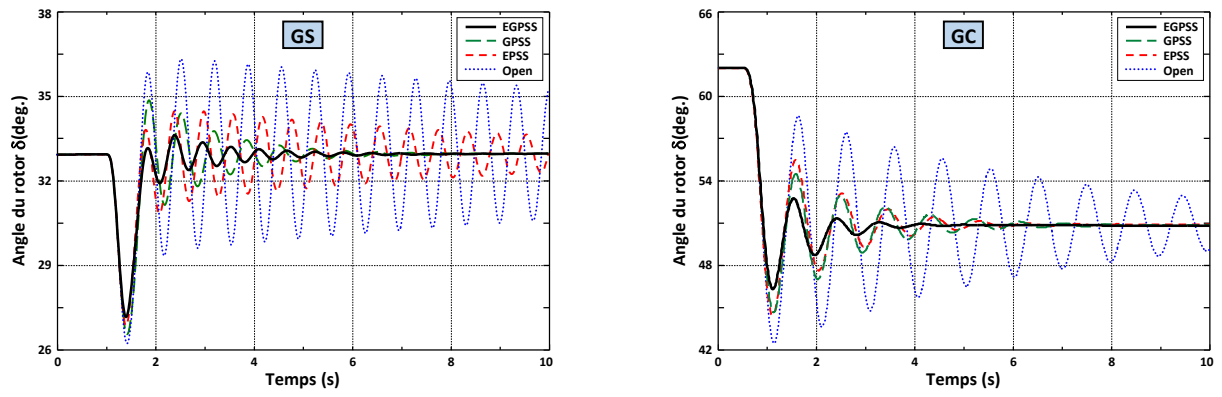 GS
EGPSS
GPSS
EPSS
Open
38
35
32
29
26
0
2
4
6
8
10
Angle du rotor δ(deg.)
Temps (s)
GC
EGPSS
GPSS
EPSS
Open
66
60
54
48
42
0
2
4
6
8
10
Angle du rotor δ(deg.)
Temps (s)